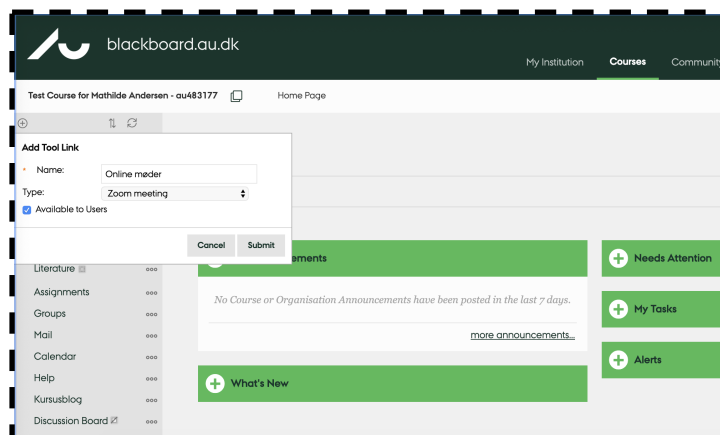 blackboard.au.dk
My Institution
Courses
Community
Test Course for Mathilde Andersen - au483177
Home Page
Add Tool Link
* Name:
Online møder
Type:
Zoom meeting
Available to Users
Cancel
Submit
Literature
Assignments
Groups
Mail
Calendar
Help
Kursusblog
Discussion Board
ements
No Course or Organisation Announcements have been posted in the last 7 days.
more announcements...
What's New
Needs Attention
My Tasks
Alerts